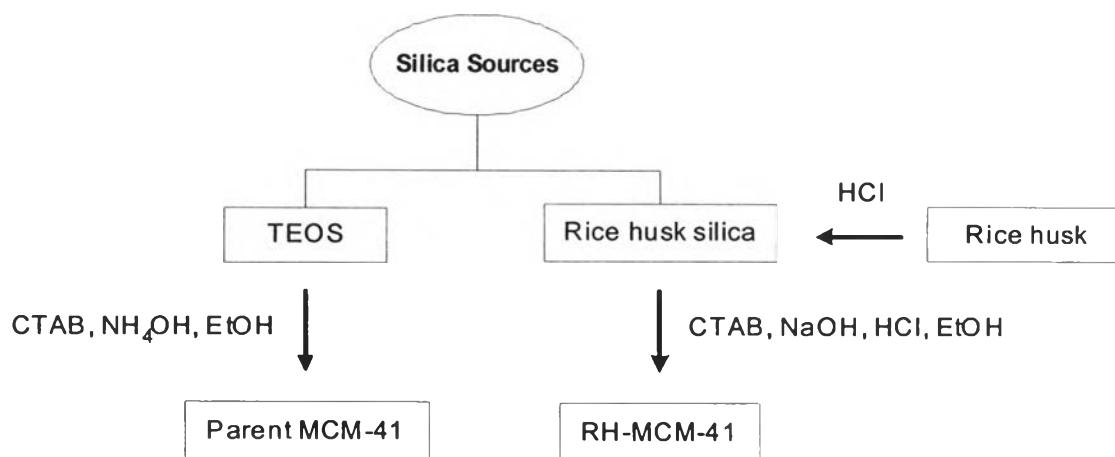 Silica Sources
HCl
TEOS
Rice husk silica
Rice husk
CTAB, NH₄OH, EtOH
CTAB, NaOH, HCl, EtOH
Parent MCM-41
RH-MCM-41